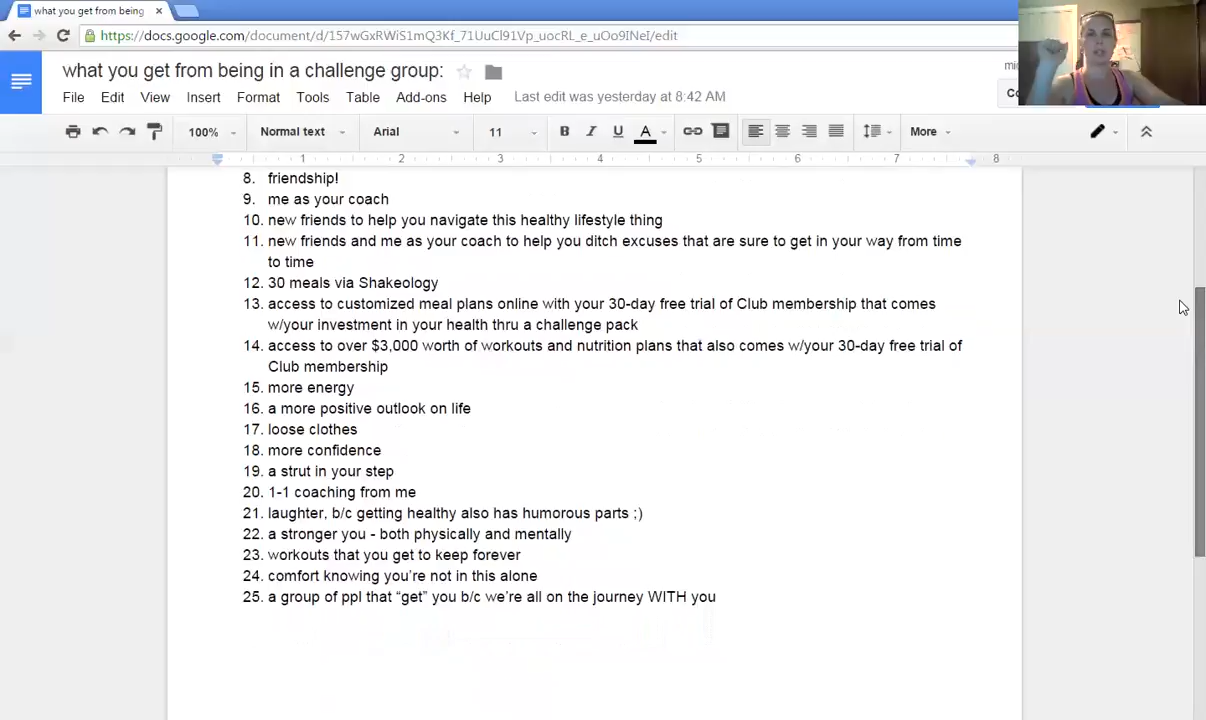 what you get from being
https://docs.google.com/document/d/157wGxRWiS1mQ3Kf_71UuCl91Vp_uocRL_e_uOo9INeI/edit
what you get from being in a challenge group:
File Edit View Insert Format Tools Table Add-ons Help Last edit was yesterday at 8:42 AM
100% Normal text Arial 11 B I U A More
1 2 3 4 5 6 7 8
8. friendship!
9. me as your coach
10. new friends to help you navigate this healthy lifestyle thing
11. new friends and me as your coach to help you ditch excuses that are sure to get in your way from time
to time
12. 30 meals via Shakeology
13. access to customized meal plans online with your 30-day free trial of Club membership that comes
w/your investment in your health thru a challenge pack
14. access to over $3,000 worth of workouts and nutrition plans that also comes w/your 30-day free trial of
Club membership
15. more energy
16. a more positive outlook on life
17. loose clothes
18. more confidence
19. a strut in your step
20. 1-1 coaching from me
21. laughter, b/c getting healthy also has humorous parts ;)
22. a stronger you - both physically and mentally
23. workouts that you get to keep forever
24. comfort knowing you're not in this alone
25. a group of ppl that “get” you b/c we're all on the journey WITH you